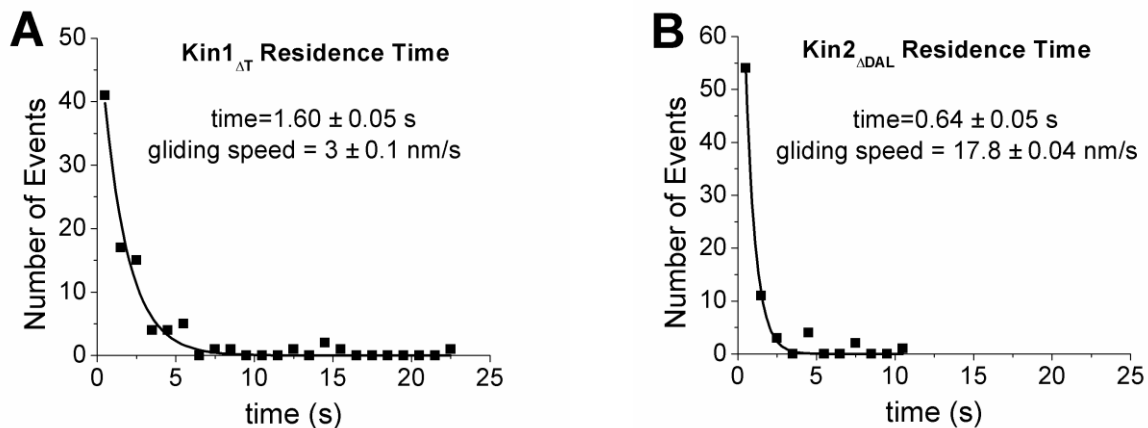 A
Kin1ΔT Residence Time
time=1.60 ± 0.05 s
gliding speed = 3 ± 0.1 nm/s
Number of Events
50
40
30
20
10
0
0 5 10 15 20 25
time (s)
B
Kin2ΔDAL Residence Time
time=0.64 ± 0.05 s
gliding speed = 17.8 ± 0.04 nm/s
Number of Events
60
50
40
30
20
10
0
0 5 10 15 20 25
time (s)